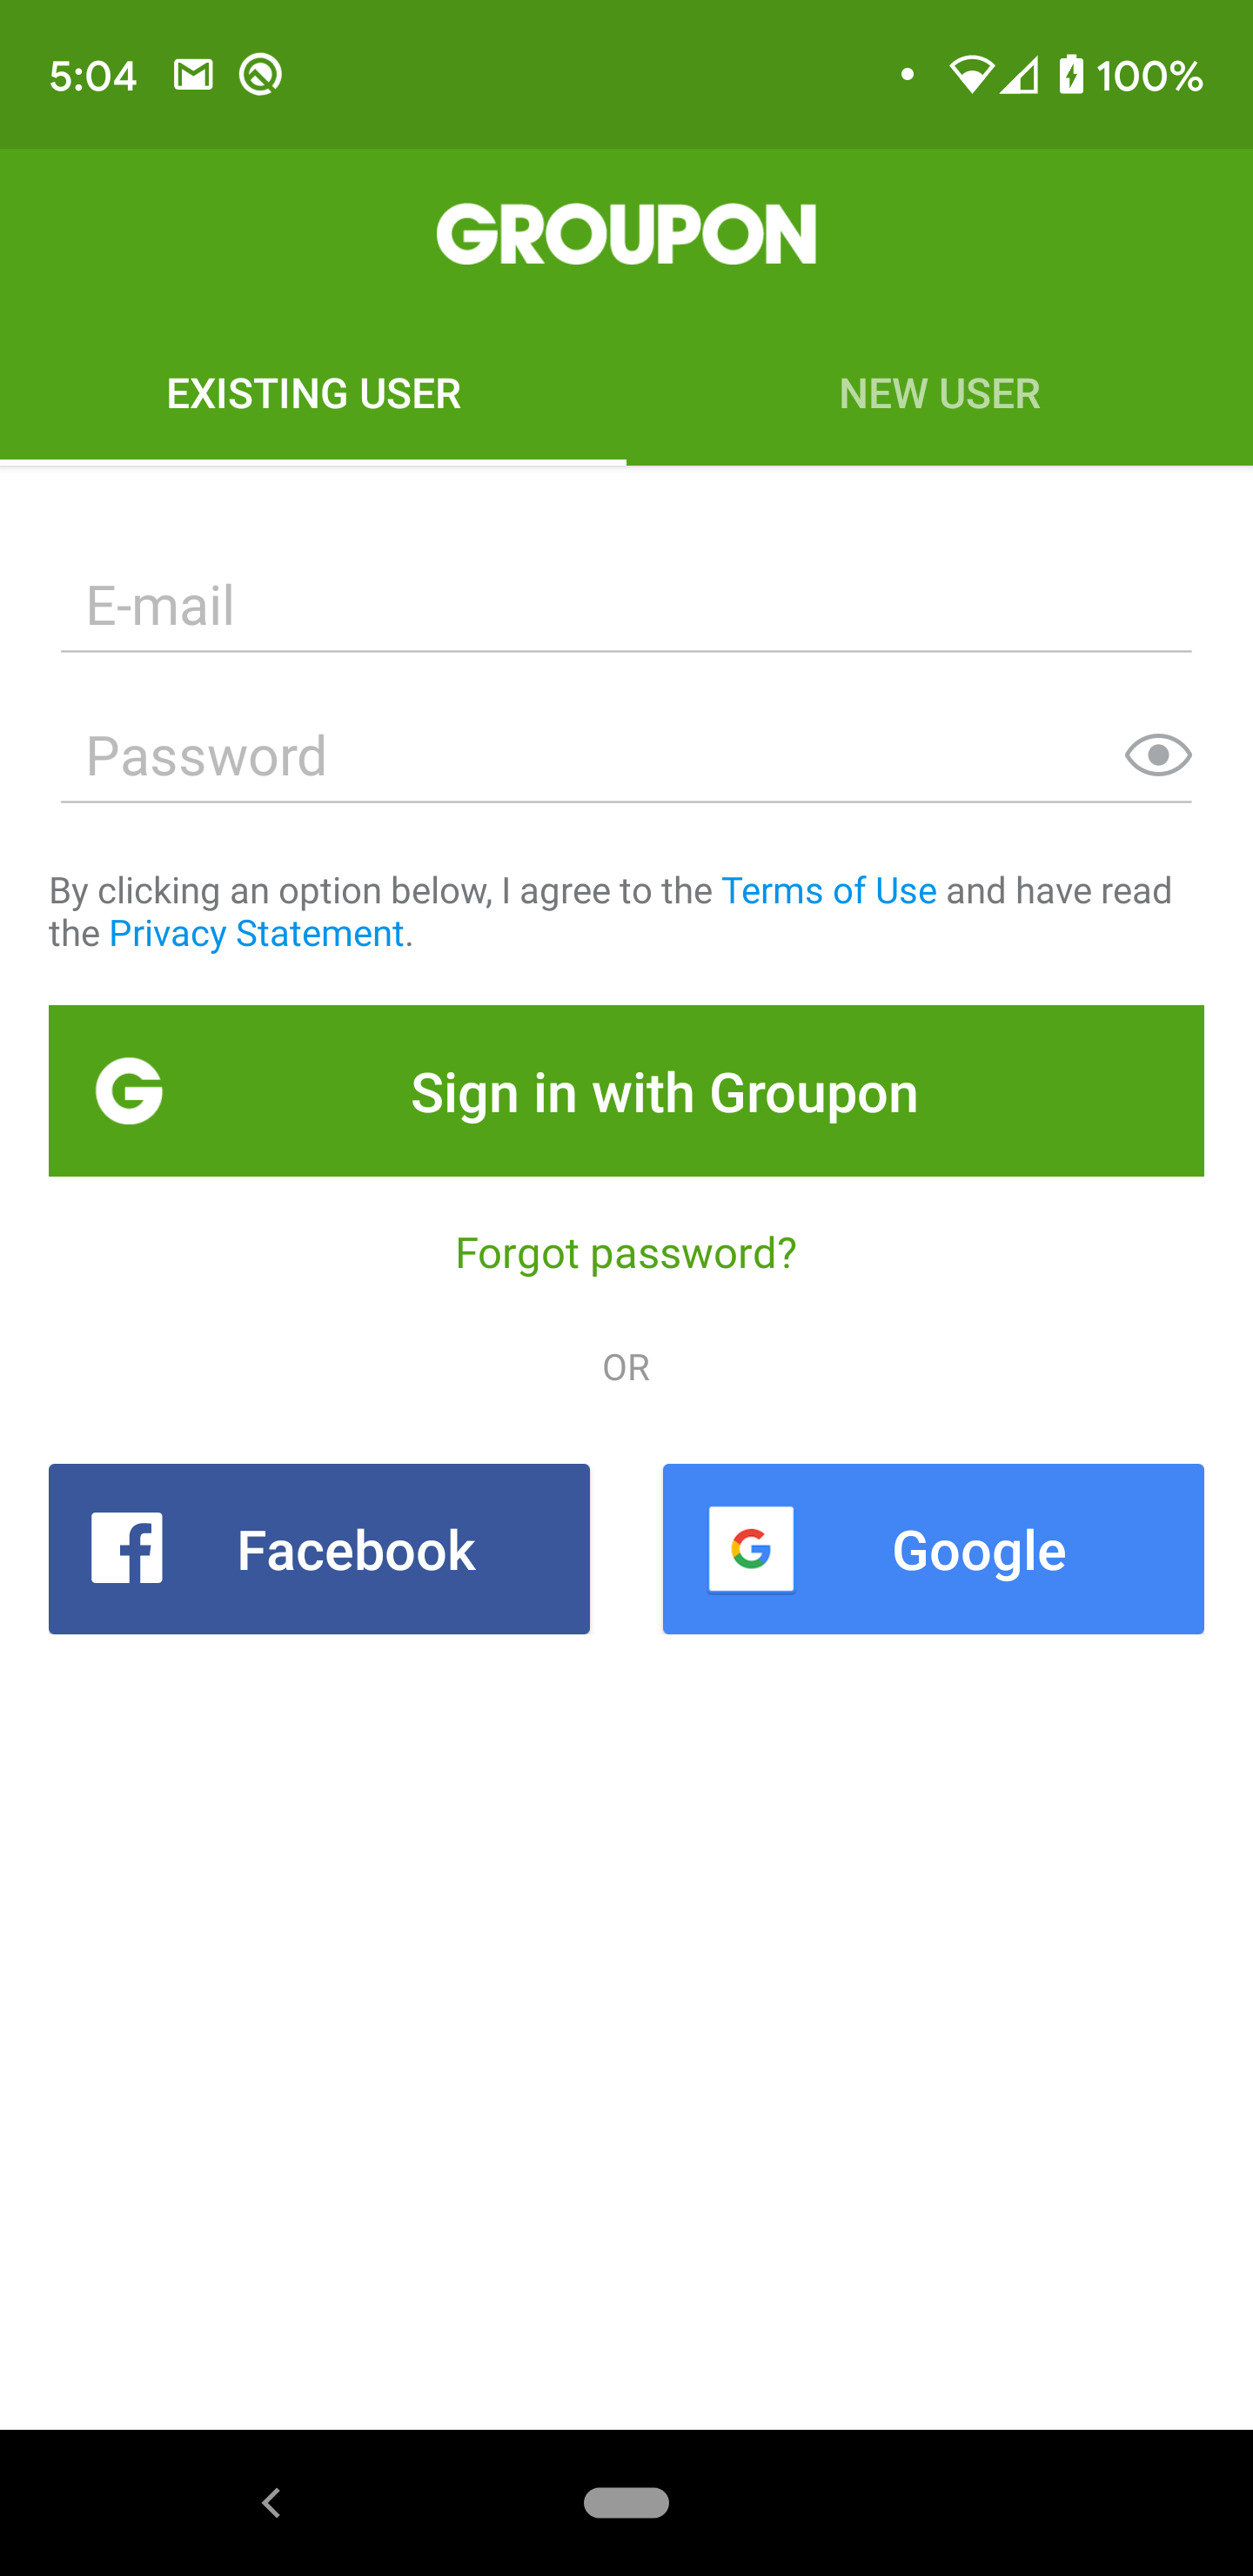 5:04 100%
GROUPON
EXISTING USER NEW USER
E-mail
Password
By clicking an option below, I agree to the Terms of Use and have read
the Privacy Statement.
G Sign in with Groupon
Forgot password?
OR
f Facebook G Google